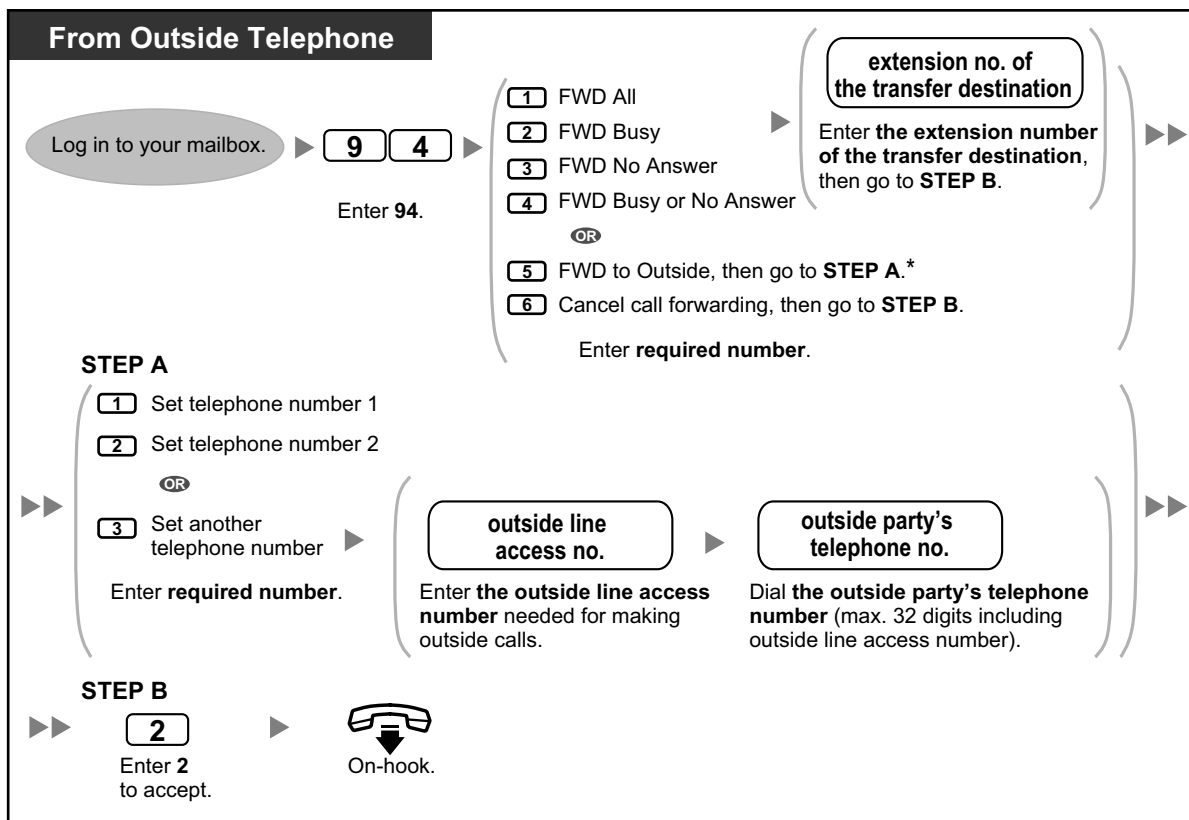 From Outside Telephone
Log in to your mailbox.
9 4
Enter 94.
1 FWD All
2 FWD Busy
3 FWD No Answer
4 FWD Busy or No Answer
OR
5 FWD to Outside, then go to STEP A.*
6 Cancel call forwarding, then go to STEP B.
Enter required number.
extension no. of
the transfer destination
Enter the extension number
of the transfer destination,
then go to STEP B.
STEP A
1 Set telephone number 1
2 Set telephone number 2
OR
3 Set another
telephone number
Enter required number.
outside line
access no.
Enter the outside line access
number needed for making
outside calls.
outside party's
telephone no.
Dial the outside party's telephone
number (max. 32 digits including
outside line access number).
STEP B
2
Enter 2
to accept.
On-hook.